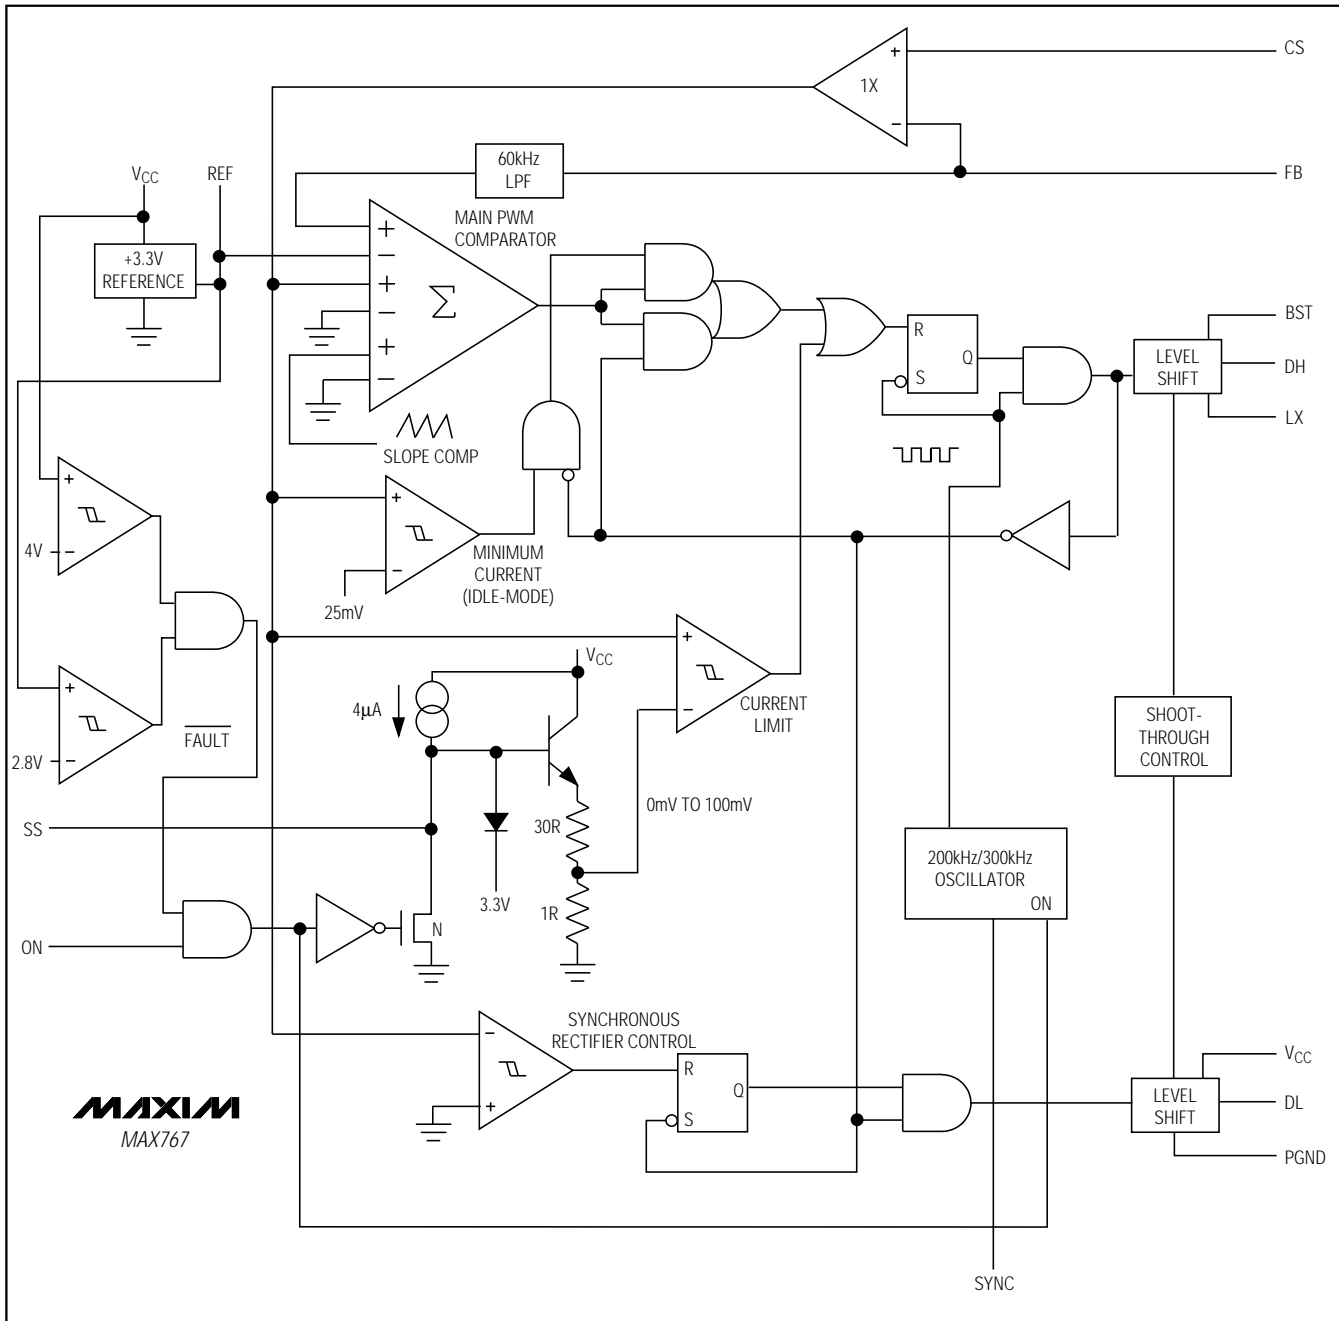 CS
+
1X
−
60kHz
LPF
FB
VCC
REF
MAIN PWM
COMPARATOR
+
−
+
−
+
−
Σ
+3.3V
REFERENCE
BST
R
Q
S
LEVEL
SHIFT
DH
LX
SLOPE COMP
+
4V
−
+
−
MINIMUM
CURRENT
(IDLE-MODE)
25mV
+
−
VCC
CURRENT
LIMIT
4μA
+
2.8V
−
FAULT
SHOOT-
THROUGH
CONTROL
0mV TO 100mV
SS
30R
3.3V
1R
200kHz/300kHz
OSCILLATOR
ON
ON
N
SYNCHRONOUS
RECTIFIER CONTROL
−
+
R
Q
S
VCC
LEVEL
SHIFT
DL
PGND
MAXIM
MAX767
SYNC